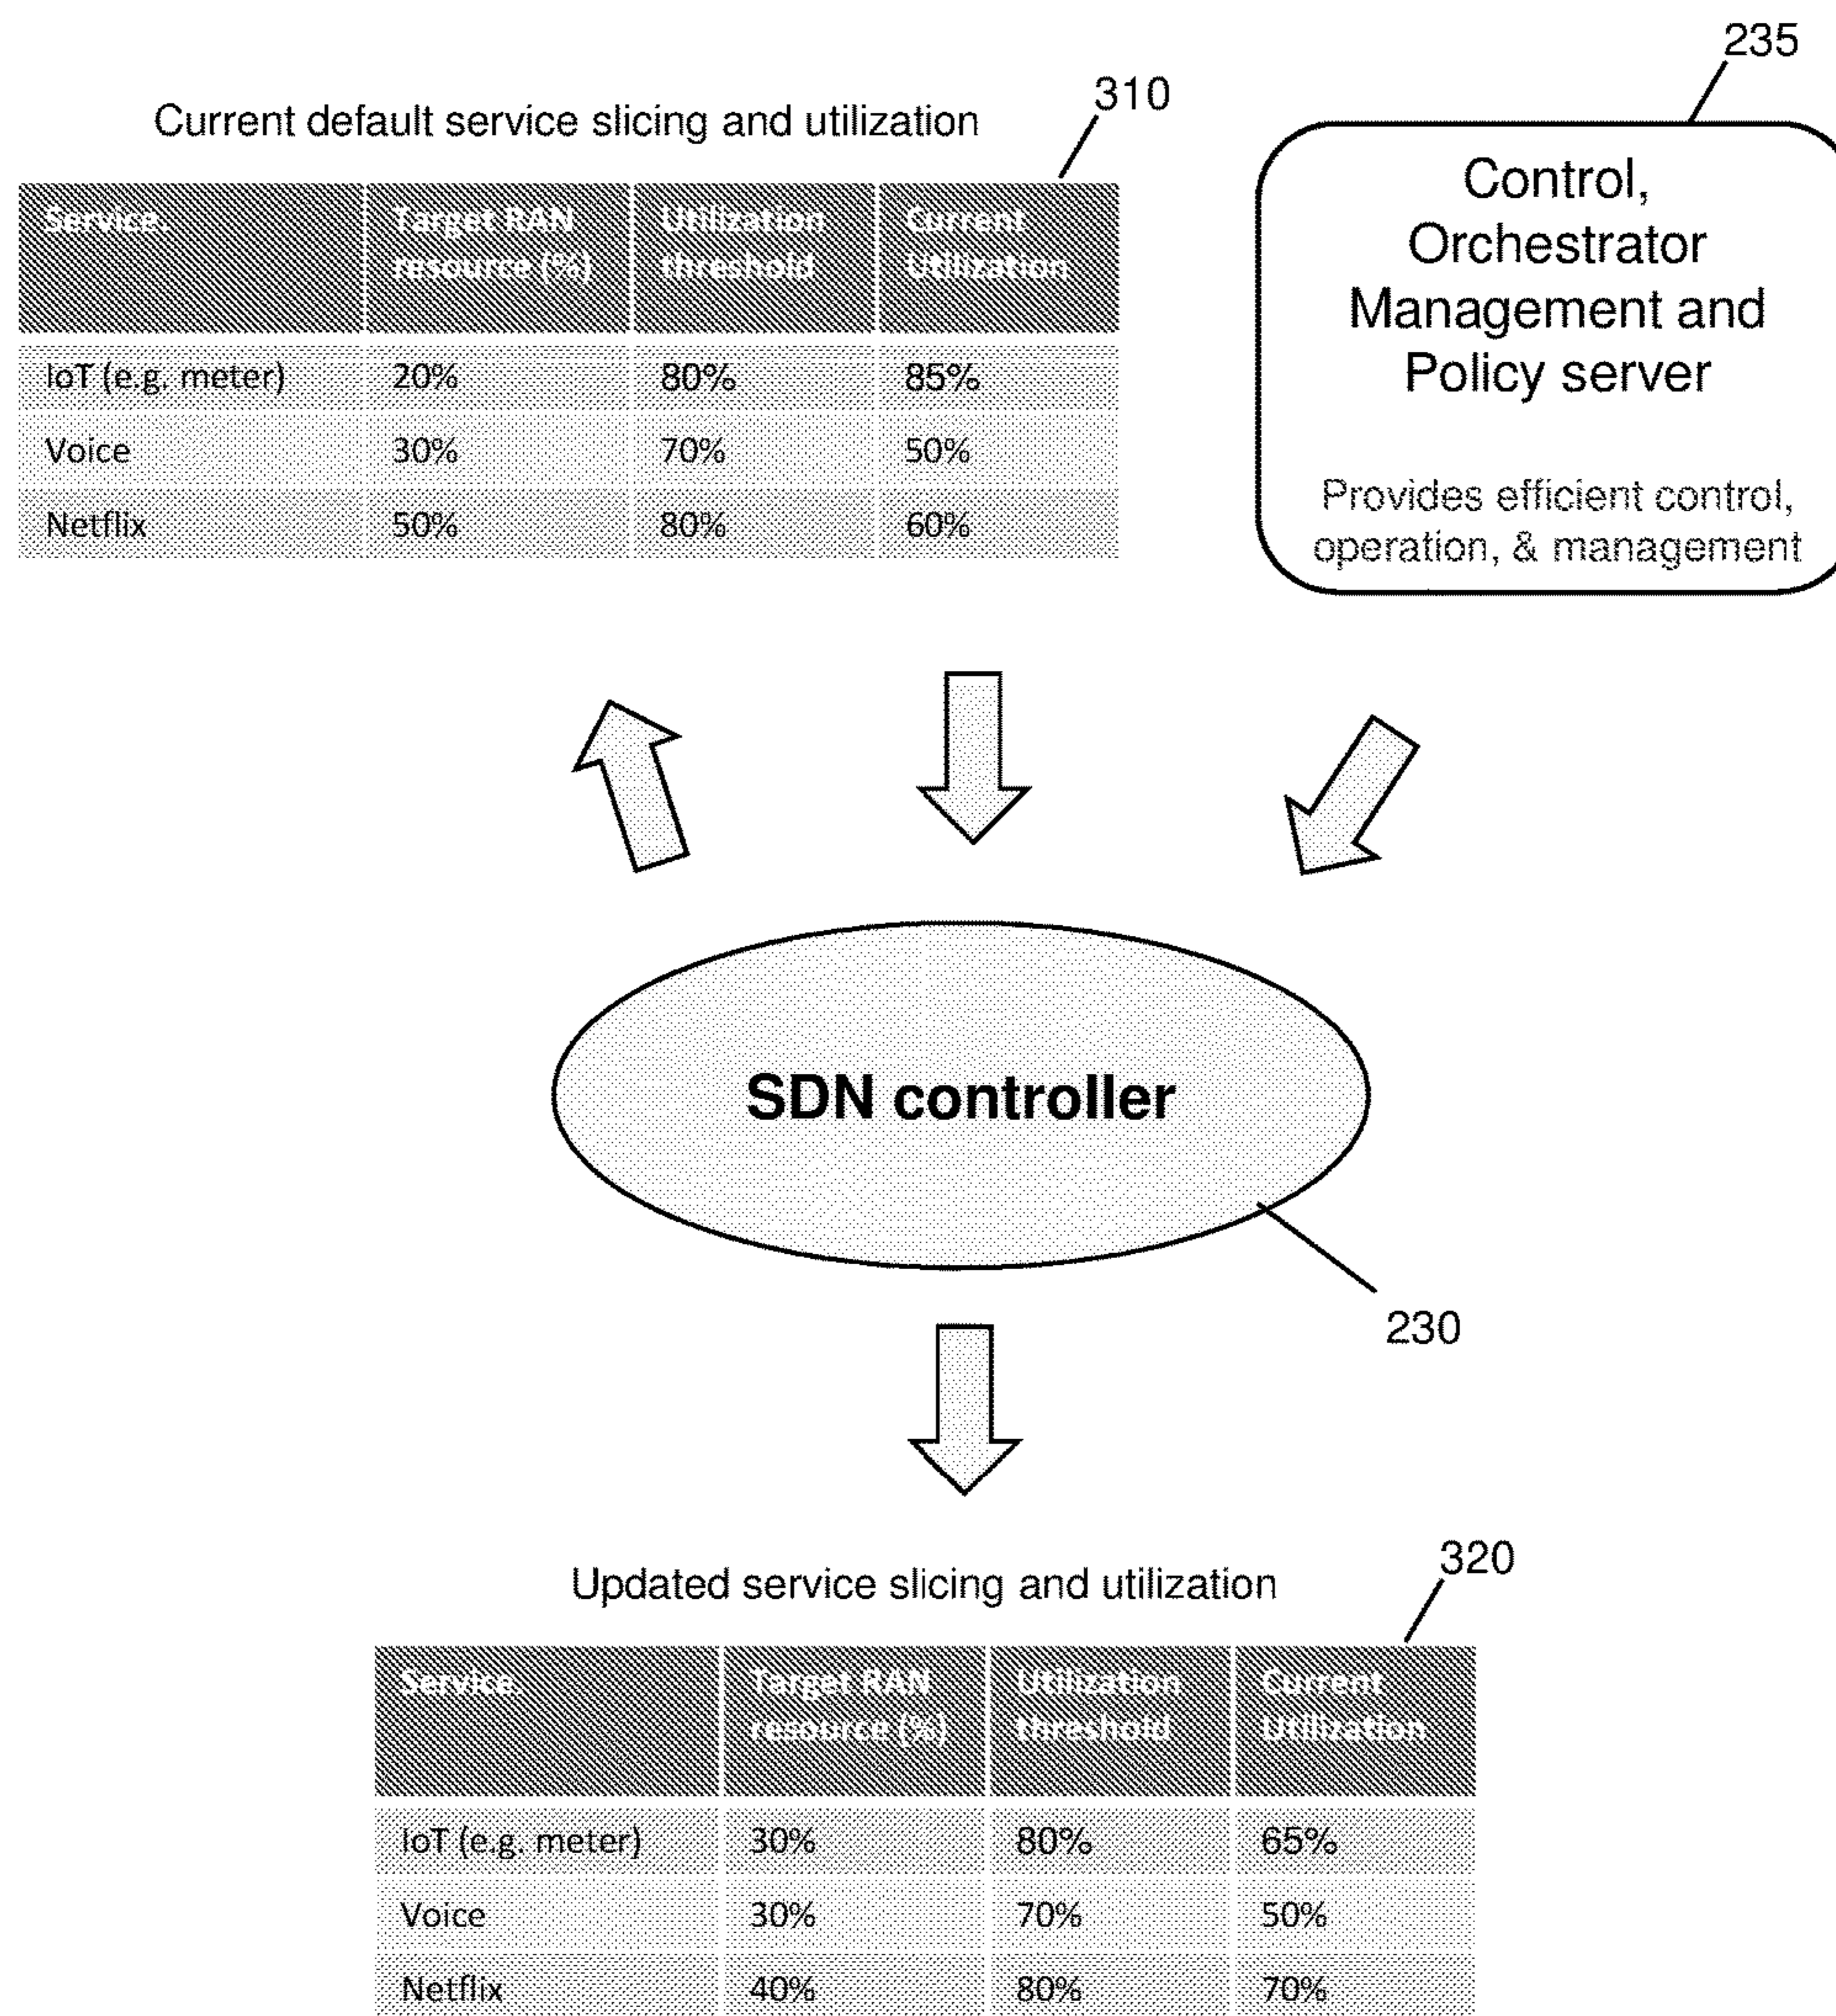 235
310
Current default service slicing and utilization
Service. Target RAN resource (%) Utilization threshold Current Utilization
IoT (e.g. meter) 20% 80% 85%
Voice 30% 70% 50%
Netflix 50% 80% 60%
Control,
Orchestrator
Management and
Policy server
Provides efficient control,
operation, & management
SDN controller
230
320
Updated service slicing and utilization
Service. Target RAN resource (%) Utilization threshold Current Utilization
IoT (e.g. meter) 30% 80% 65%
Voice 30% 70% 50%
Netflix 40% 80% 70%